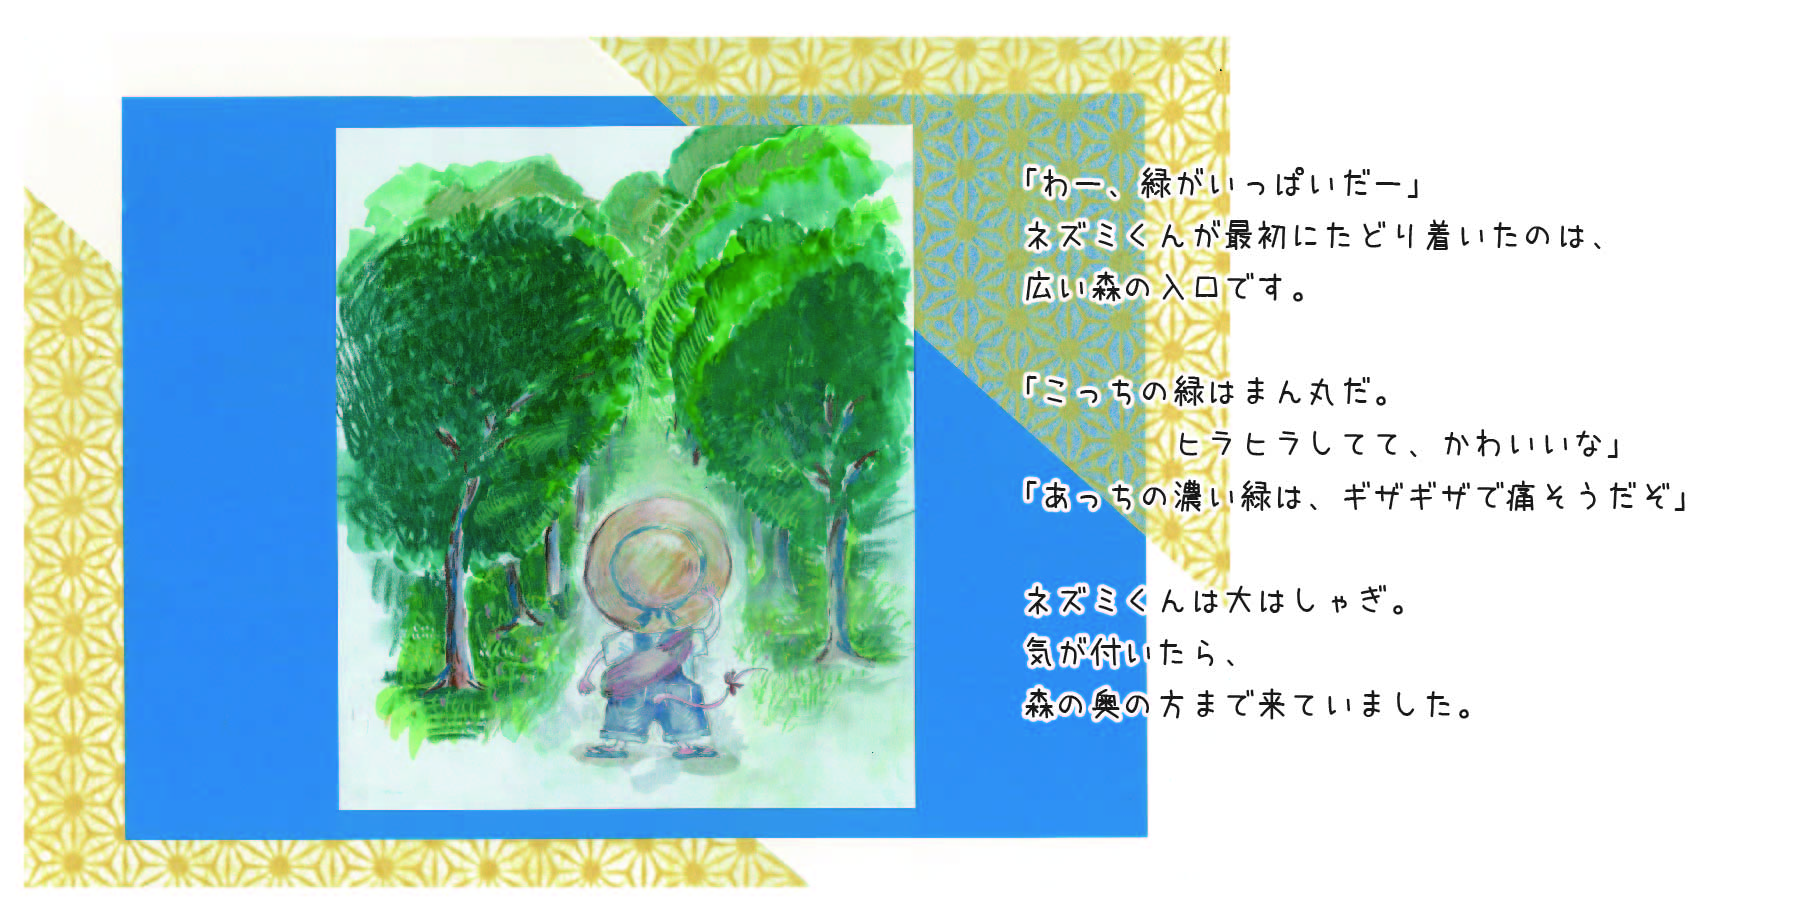 「わー、緑がいっぱいだー」
ネズミくんが最初にたどり着いたのは、
広い森の入口です。
「こっちの緑はまん丸だ。
ヒラヒラしてて、かわいいな」
「あっちの濃い緑は、ギザギザで痛そうだぞ」
ネズミくんは大はしゃぎ。
気が付いたら、
森の奥の方まで来ていました。